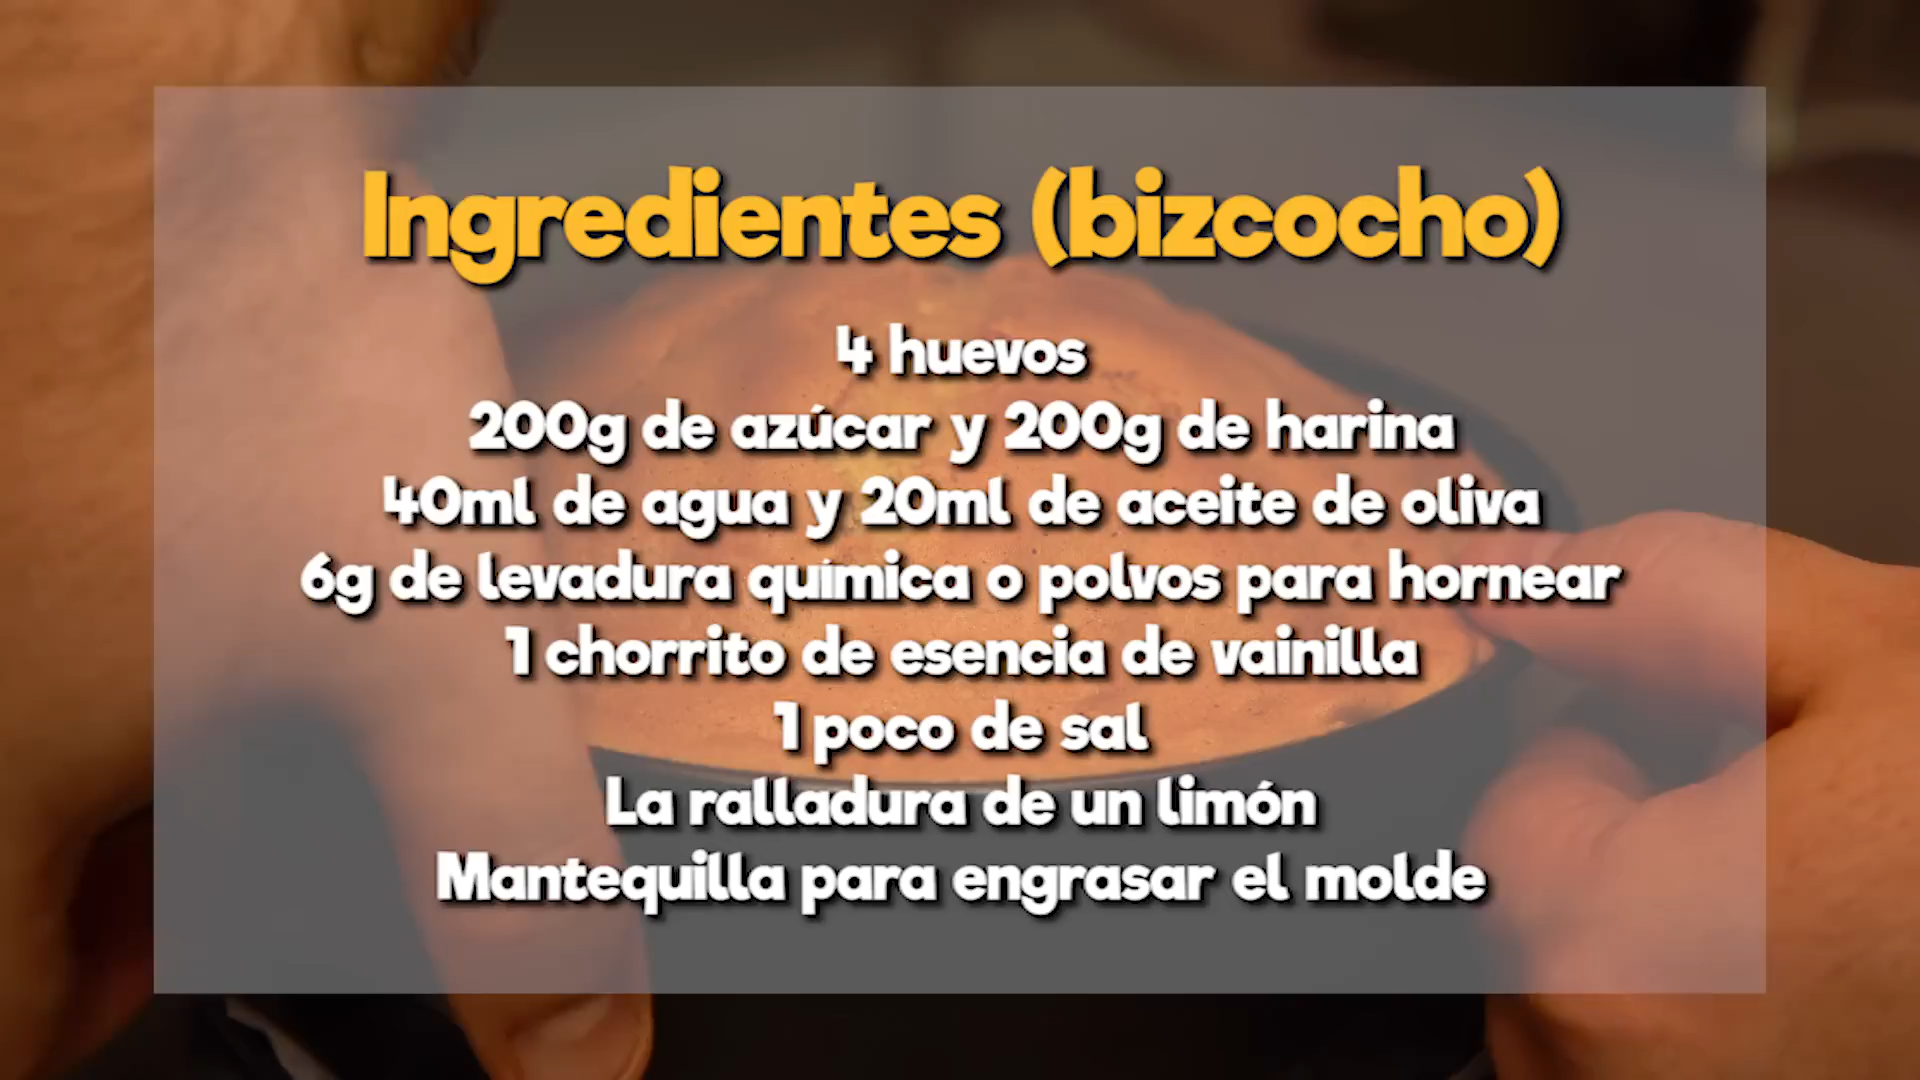 Ingredientes (bizcocho)
4 huevos
200g de azúcar y 200g de harina
40ml de agua y 20ml de aceite de oliva
6g de levadura química o polvos para hornear
1 chorrito de esencia de vainilla
1 poco de sal
La ralladura de un limón
Mantequilla para engrasar el molde